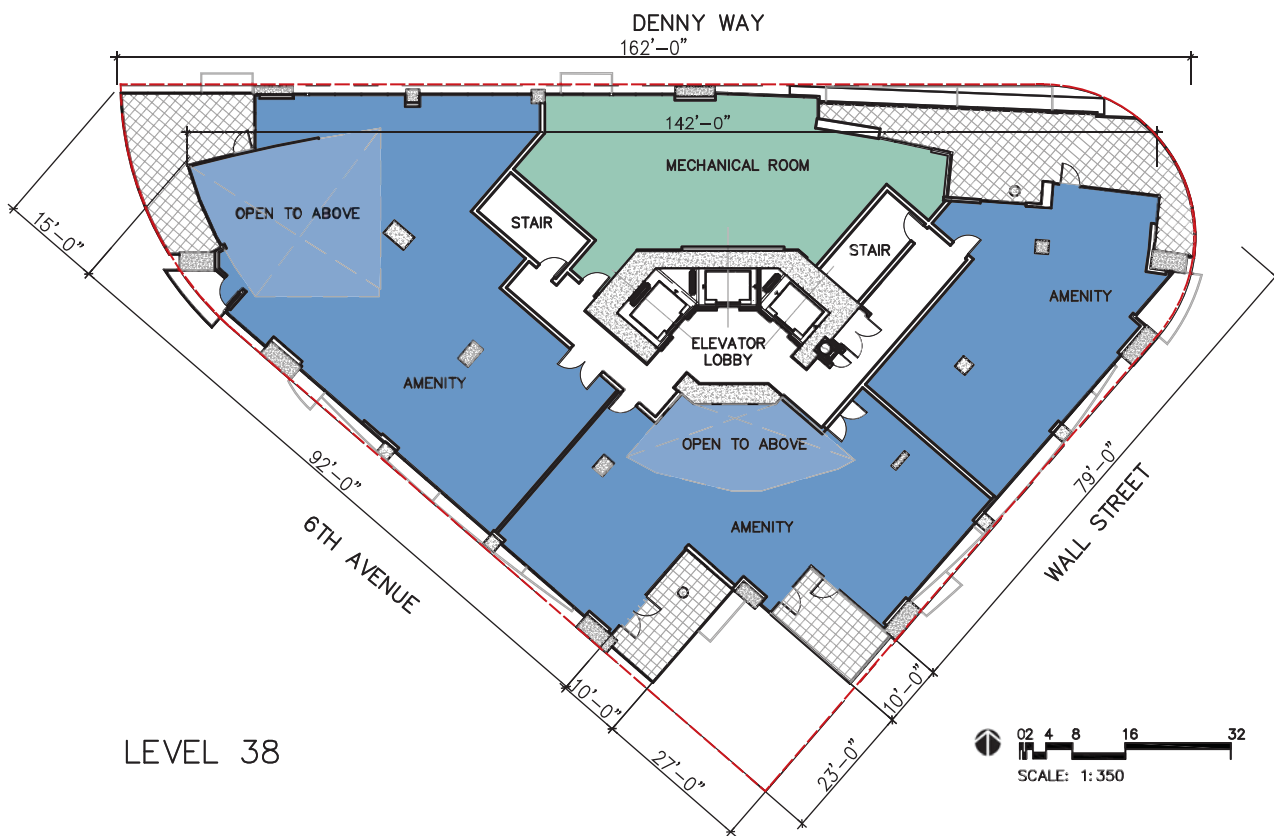 DENNY WAY
162'-0"
142'-0"
MECHANICAL ROOM
OPEN TO ABOVE
STAIR
STAIR
15'-0"
AMENITY
ELEVATOR
LOBBY
AMENITY
OPEN TO ABOVE
92'-0"
79'-0"
AMENITY
6TH AVENUE
WALL STREET
10'-0"
10'-0"
27'-0"
23'-0"
LEVEL 38
02 4 8 16 32
SCALE: 1:350